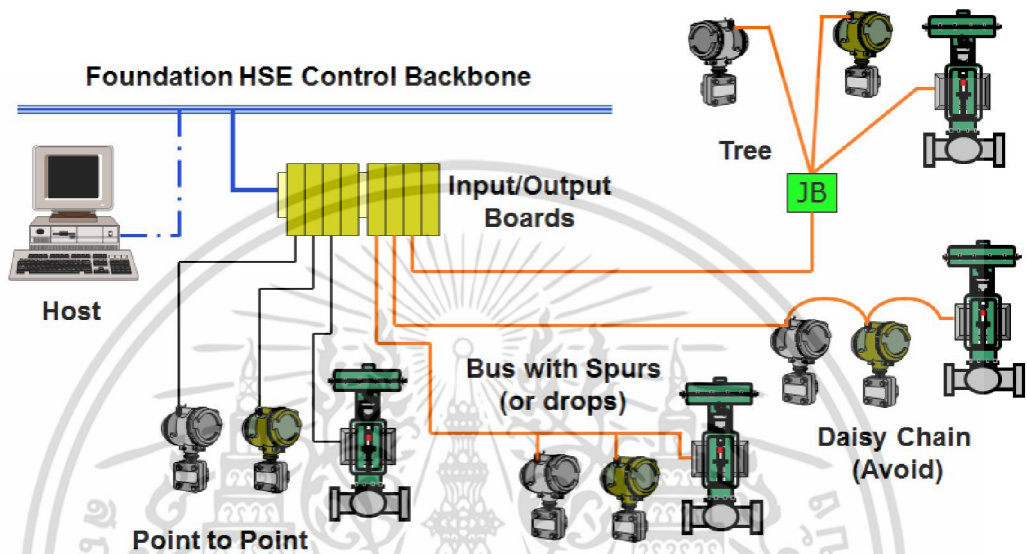 Foundation HSE Control Backbone
Input/Output
Boards
Host
Tree
JB
Bus with Spurs
(or drops)
Daisy Chain
(Avoid)
Point to Point